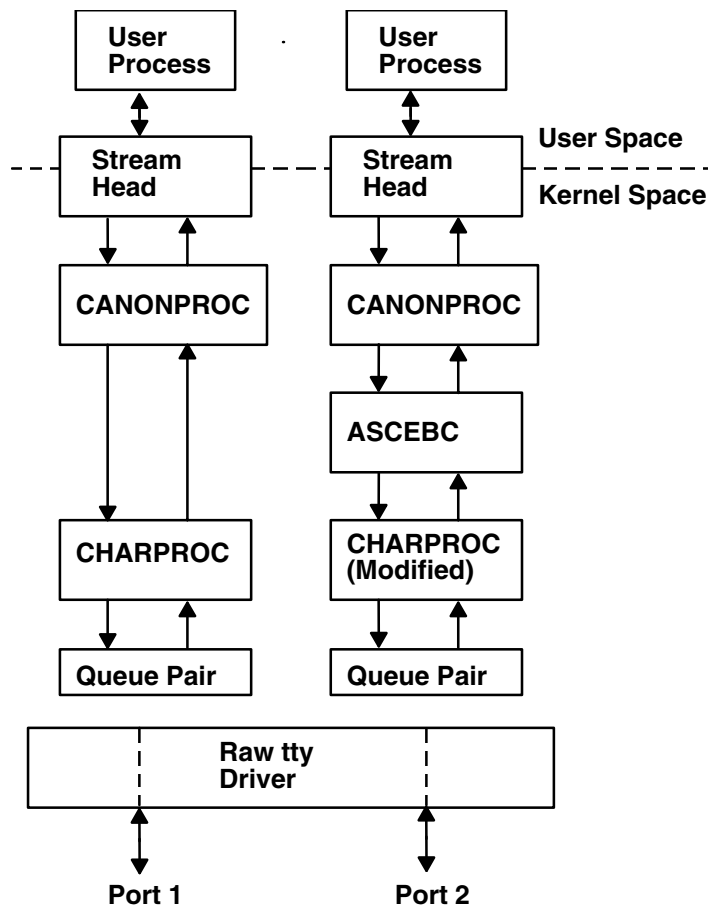 User
Process
User
Process
Stream
Head
Stream
Head
User Space
Kernel Space
CANONPROC
CANONPROC
ASCEBC
CHARPROC
CHARPROC
(Modified)
Queue Pair
Queue Pair
Raw tty
Driver
Port 1
Port 2